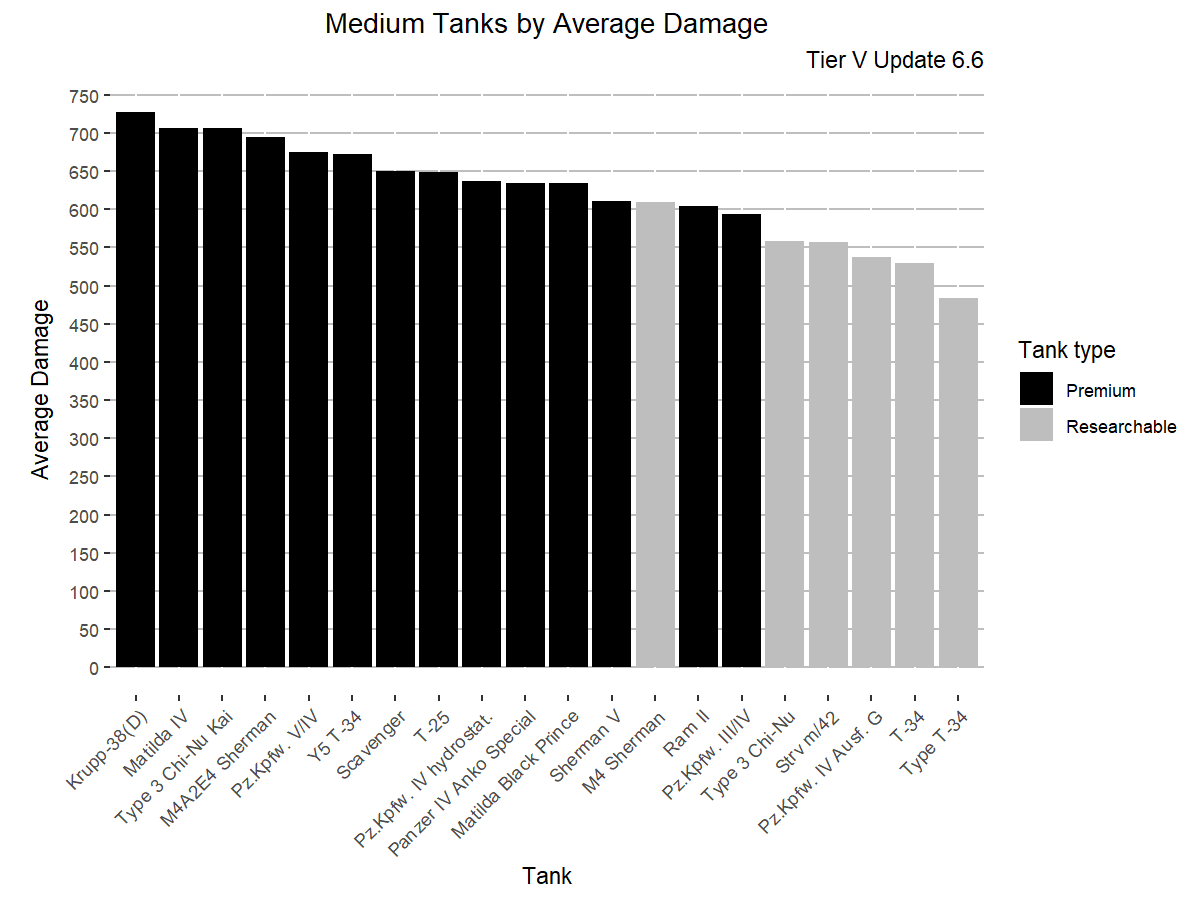 Medium Tanks by Average Damage
Tier V Update 6.6
Average Damage
750
700
650
600
550
500
450
400
350
300
250
200
150
100
50
0
Krupp-38(D)
Matilda IV
Type 3 Chi-Nu Kai
M4A2E4 Sherman
Pz.Kpfw. V/IV
Y5 T-34
Scavenger
T-25
Pz.Kpfw. IV hydrostat.
Panzer IV Anko Special
Matilda Black Prince
Sherman V
M4 Sherman
Ram II
Pz.Kpfw. III/IV
Type 3 Chi-Nu
Strv m/42
Pz.Kpfw. IV Ausf. G
T-34
Type T-34
Tank
Tank type
Premium
Researchable